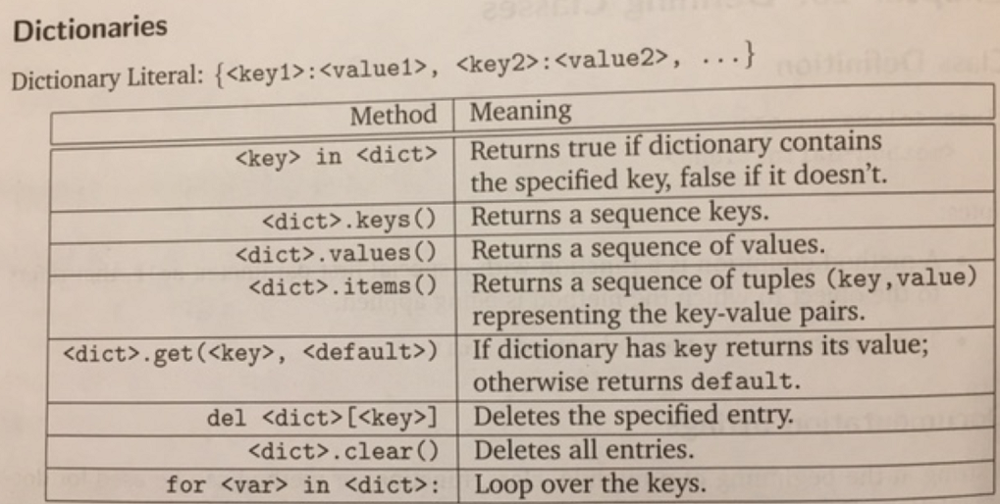 Dictionaries
Dictionary Literal: {<key1>:<value1>, <key2>:<value2>, ...}
Method Meaning
<key> in <dict> Returns true if dictionary contains
the specified key, false if it doesn't.
<dict>.keys() Returns a sequence keys.
<dict>.values() Returns a sequence of values.
<dict>.items() Returns a sequence of tuples (key,value)
representing the key-value pairs.
<dict>.get(<key>, <default>) If dictionary has key returns its value;
otherwise returns default.
del <dict>[<key>] Deletes the specified entry.
<dict>.clear() Deletes all entries.
for <var> in <dict>: Loop over the keys.